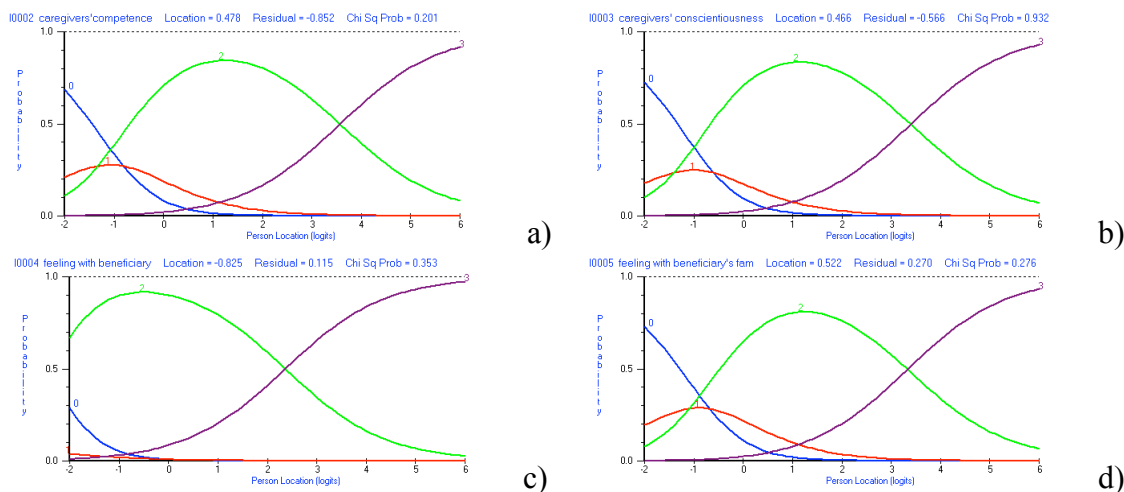 I0002 caregivers'competence Location = 0.478 Residual = -0.852 Chi Sq Prob = 0.201
1.0
0.5
0.0
Probability
0
1
2
3
-2 -1 0 1 2 3 4 5 6
Person Location (logits)
a)
I0003 caregivers' conscientiousness Location = 0.466 Residual = -0.566 Chi Sq Prob = 0.932
1.0
0.5
0.0
Probability
0
1
2
3
-2 -1 0 1 2 3 4 5 6
Person Location (logits)
b)
I0004 feeling with beneficiary Location = -0.825 Residual = 0.115 Chi Sq Prob = 0.353
1.0
0.5
0.0
Probability
0
2
3
-2 -1 0 1 2 3 4 5 6
Person Location (logits)
c)
I0005 feeling with beneficiary's fam Location = 0.522 Residual = 0.270 Chi Sq Prob = 0.276
1.0
0.5
0.0
Probability
0
1
2
3
-2 -1 0 1 2 3 4 5 6
Person Location (logits)
d)